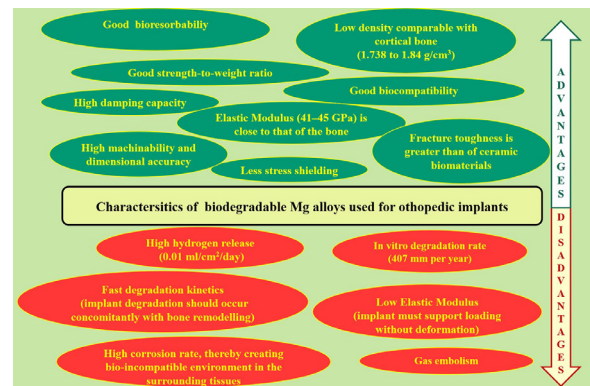 Good bioresorbabiliy
Low density comparable with
cortical bone
(1.738 to 1.84 g/cm³)
Good strength-to-weight ratio
Good biocompatibility
High damping capacity
Elastic Modulus (41–45 GPa) is
close to that of the bone
Fracture toughness is
greater than of ceramic
biomaterials
High machinability and
dimensional accuracy
Less stress shielding
ADVANTAGES
Charactersitics of biodegradable Mg alloys used for othopedic implants
High hydrogen release
(0.01 ml/cm²/day)
In vitro degradation rate
(407 mm per year)
Fast degradation kinetics
(implant degradation should occur
concomitantly with bone remodelling)
Low Elastic Modulus
(implant must support loading
without deformation)
High corrosion rate, thereby creating
bio-incompatible environment in the
surrounding tissues
Gas embolism
DISADVANTAGES